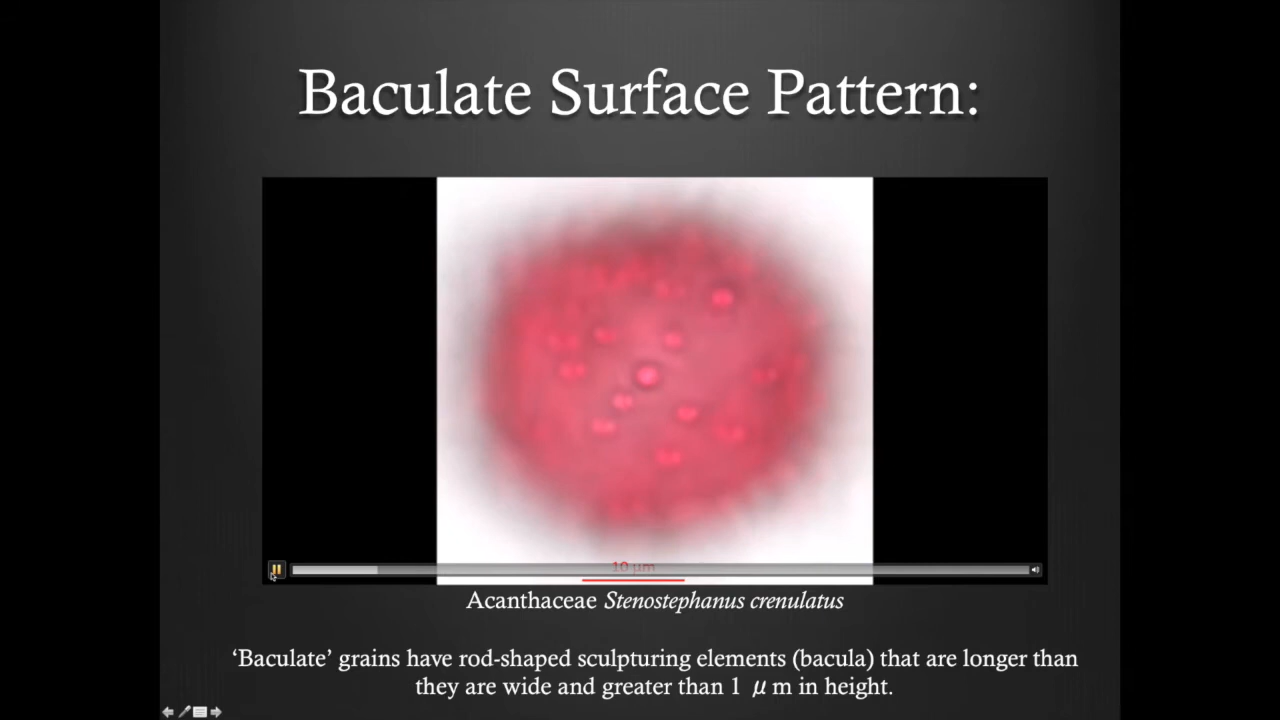 Baculate Surface Pattern:
10 µm
Acanthaceae Stenostephanus crenulatus
‘Baculate’ grains have rod-shaped sculpturing elements (bacula) that are longer than
they are wide and greater than 1 μm in height.